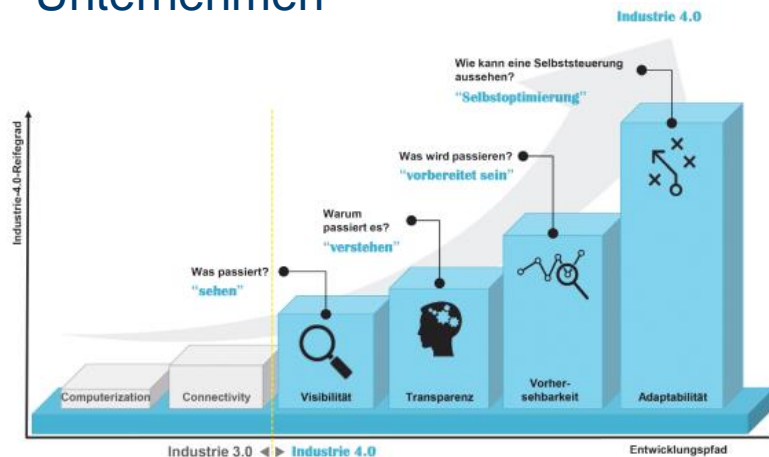 Unternehmen
Industrie 4.0
Wie kann eine Selbststeuerung
aussehen?
“Selbstoptimierung”
Was wird passieren?
“vorbereitet sein”
Warum
passiert es?
“verstehen”
Was passiert?
“sehen”
Industrie-4.0-Reifegrad
Computerization
Connectivity
Visibilität
Transparenz
Vorher-
sehbarkeit
Adaptabilität
Industrie 3.0
Industrie 4.0
Entwicklungspfad